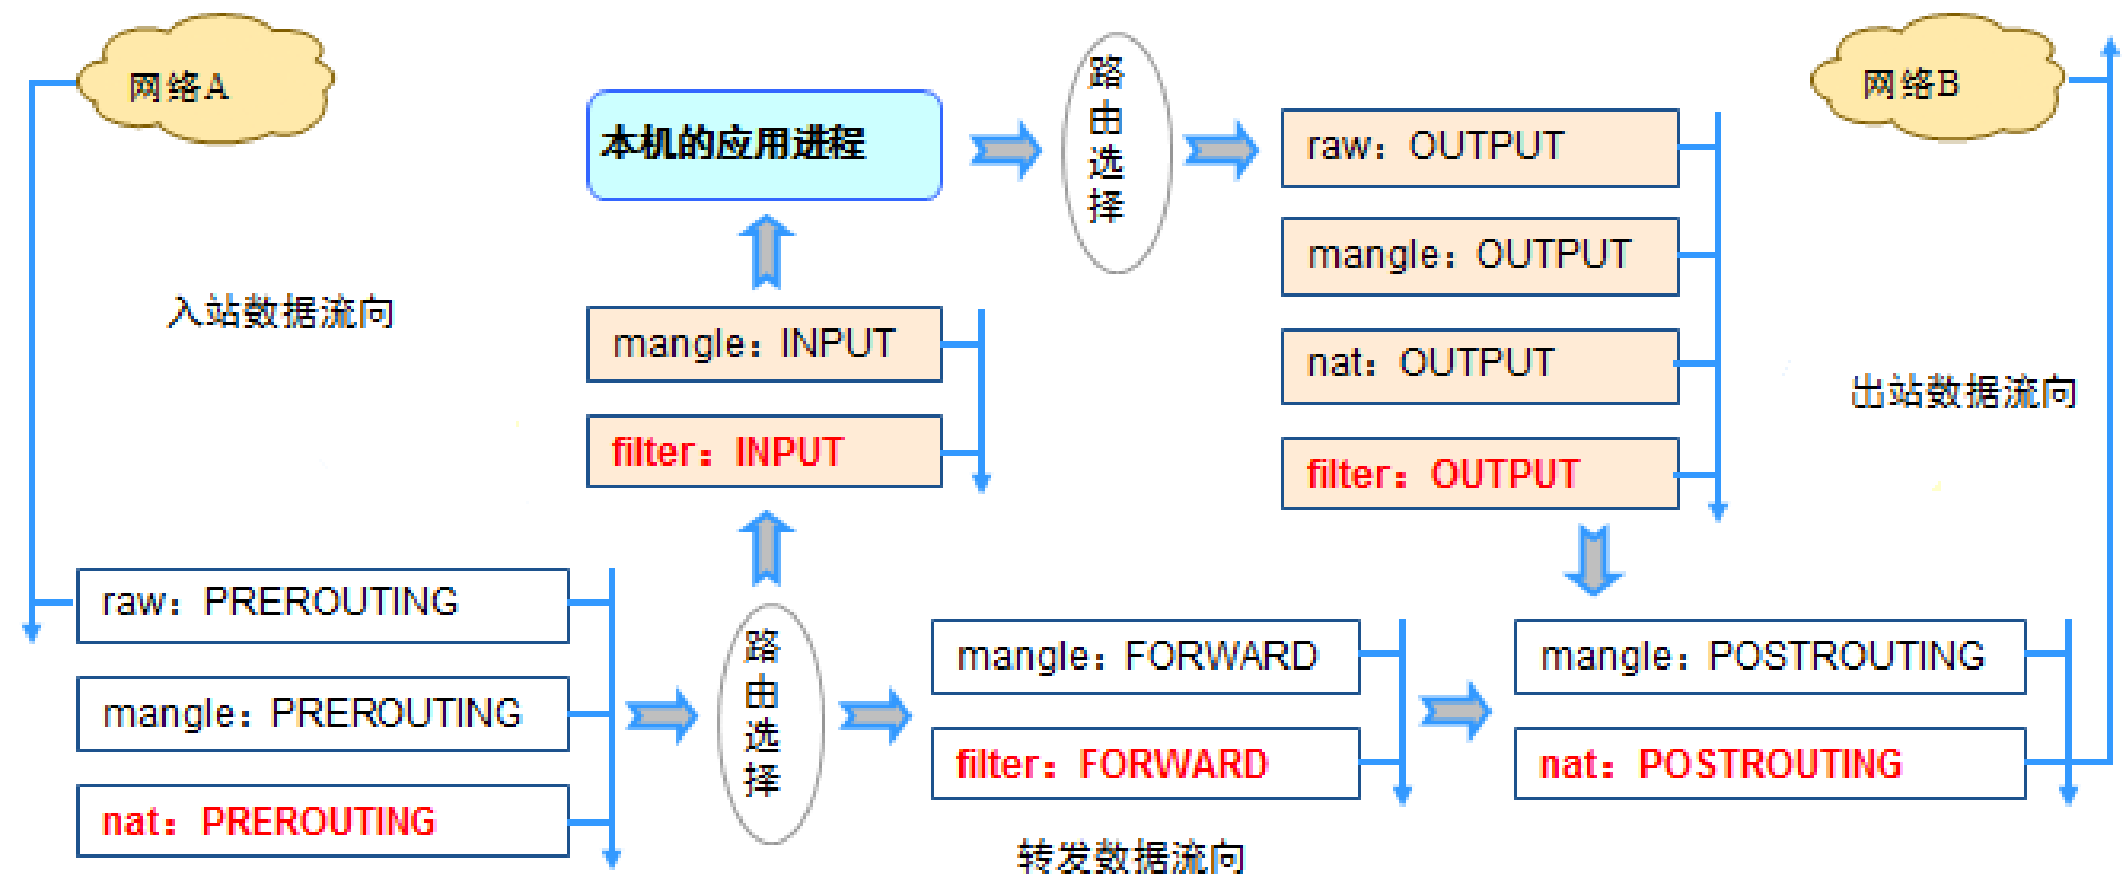 网络A
网络B
本机的应用进程
路由选择
raw：OUTPUT
mangle：OUTPUT
nat：OUTPUT
filter：OUTPUT
入站数据流向
mangle：INPUT
filter：INPUT
出站数据流向
raw：PREROUTING
mangle：PREROUTING
nat：PREROUTING
路由选择
mangle：FORWARD
filter：FORWARD
mangle：POSTROUTING
nat：POSTROUTING
转发数据流向